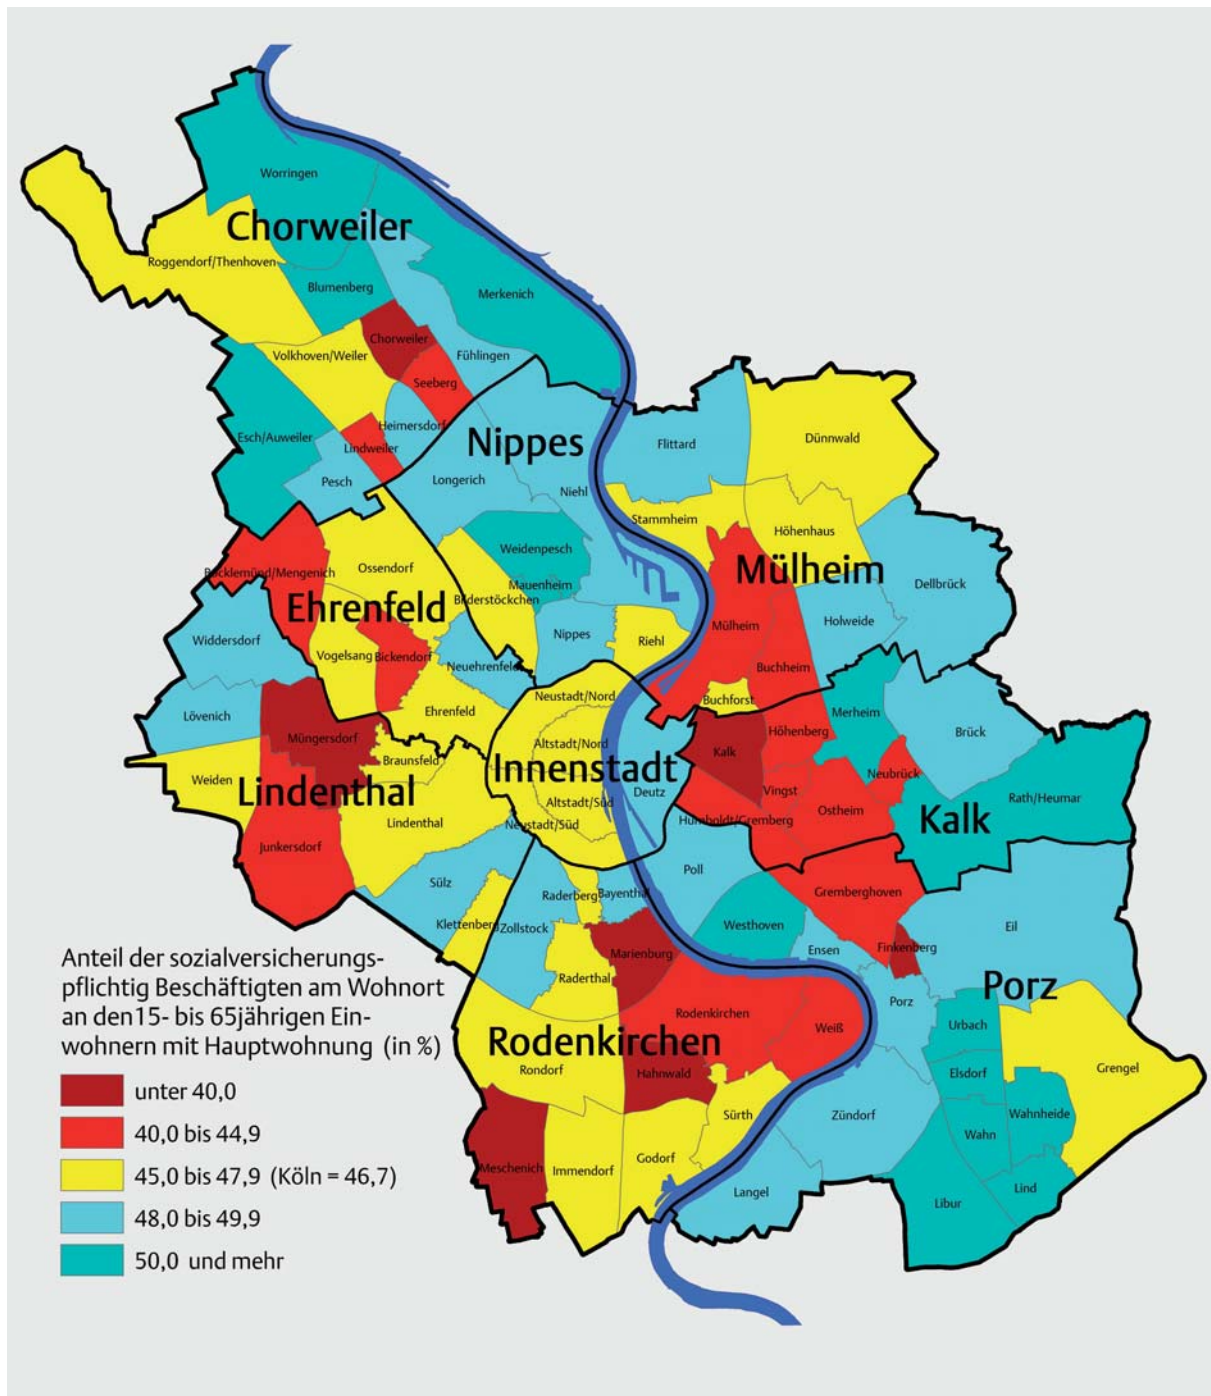 Worringen
Chorweiler
Roggendorf/Thenhoven
Blumenberg
Merkenich
Chorweiler
Volkhoven/Weiler
Fühlingen
Seeberg
Heimersdorf
Esch/Auweiler
Lindweiler
Pesch
Nippes
Longerich
Niehl
Flittard
Dünnwald
Stammheim
Höhenhaus
Weidenpesch
Mauenheim
Bilderstöckchen
Nippes
Riehl
Mülheim
Dellbrück
Holweide
Mülheim
Buchheim
Buchforst
Bocklemünd/Mengenich
Ossendorf
Ehrenfeld
Widdersdorf
Vogelsang
Bickendorf
Neuehrenfeld
Ehrenfeld
Lövenich
Müngersdorf
Braunsfeld
Weiden
Lindenthal
Lindenthal
Junkersdorf
Sülz
Klettenberg
Neustadt/Nord
Altstadt/Nord
Innenstadt
Deutz
Altstadt/Süd
Neustadt/Süd
Merheim
Brück
Höhenberg
Kalk
Neubrück
Vingst
Rath/Heumar
Ostheim
Humboldt/Gremberg
Kalk
Poll
Gremberghoven
Raderberg
Bayenthal
Zollstock
Westhoven
Ensen
Finkenberg
Eil
Marienburg
Raderthal
Porz
Porz
Rodenkirchen
Weiß
Urbach
Rodenkirchen
Rondorf
Hahnwald
Elsdorf
Grengel
Sürth
Zündorf
Wahnheide
Wahn
Meschenich
Immendorf
Godorf
Langel
Lind
Libur
Anteil der sozialversicherungs-
pflichtig Beschäftigten am Wohnort
an den15- bis 65jährigen Ein-
wohnern mit Hauptwohnung (in %)
unter 40,0
40,0 bis 44,9
45,0 bis 47,9 (Köln = 46,7)
48,0 bis 49,9
50,0 und mehr